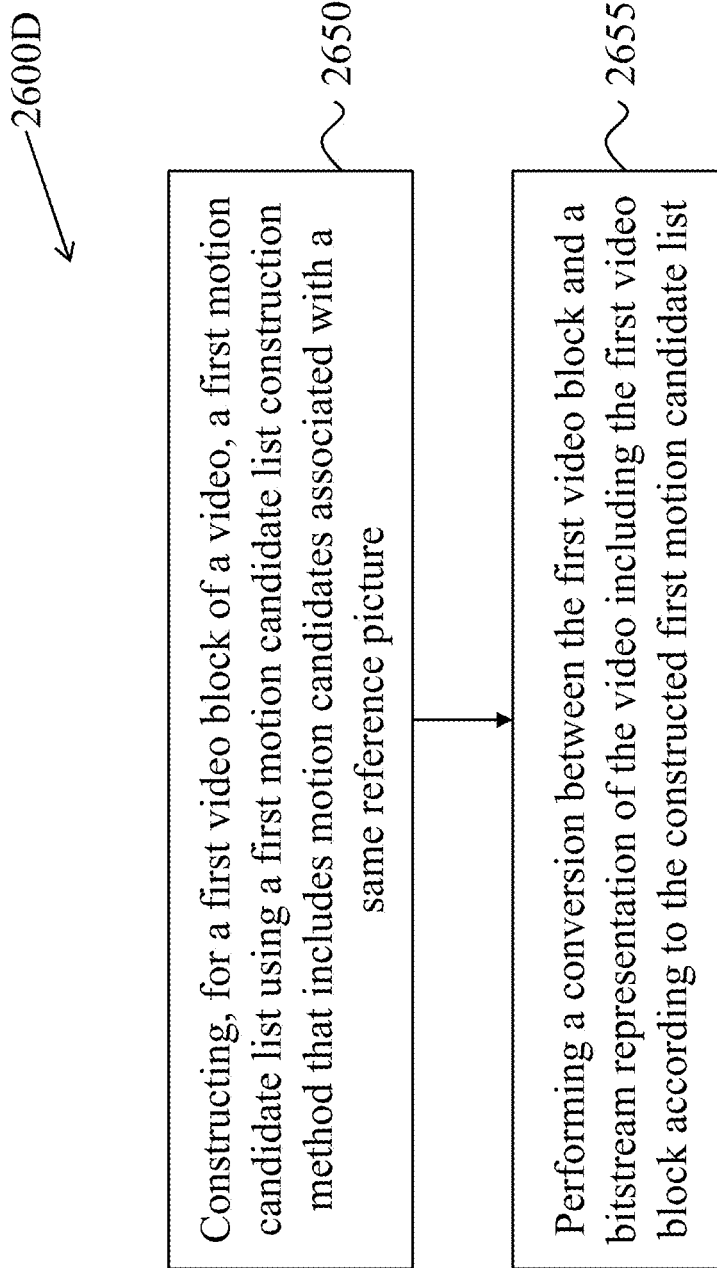 2600D
Constructing, for a first video block of a video, a first motion
candidate list using a first motion candidate list construction
method that includes motion candidates associated with a
same reference picture
2650
Performing a conversion between the first video block and a
bitstream representation of the video including the first video
block according to the constructed first motion candidate list
2655